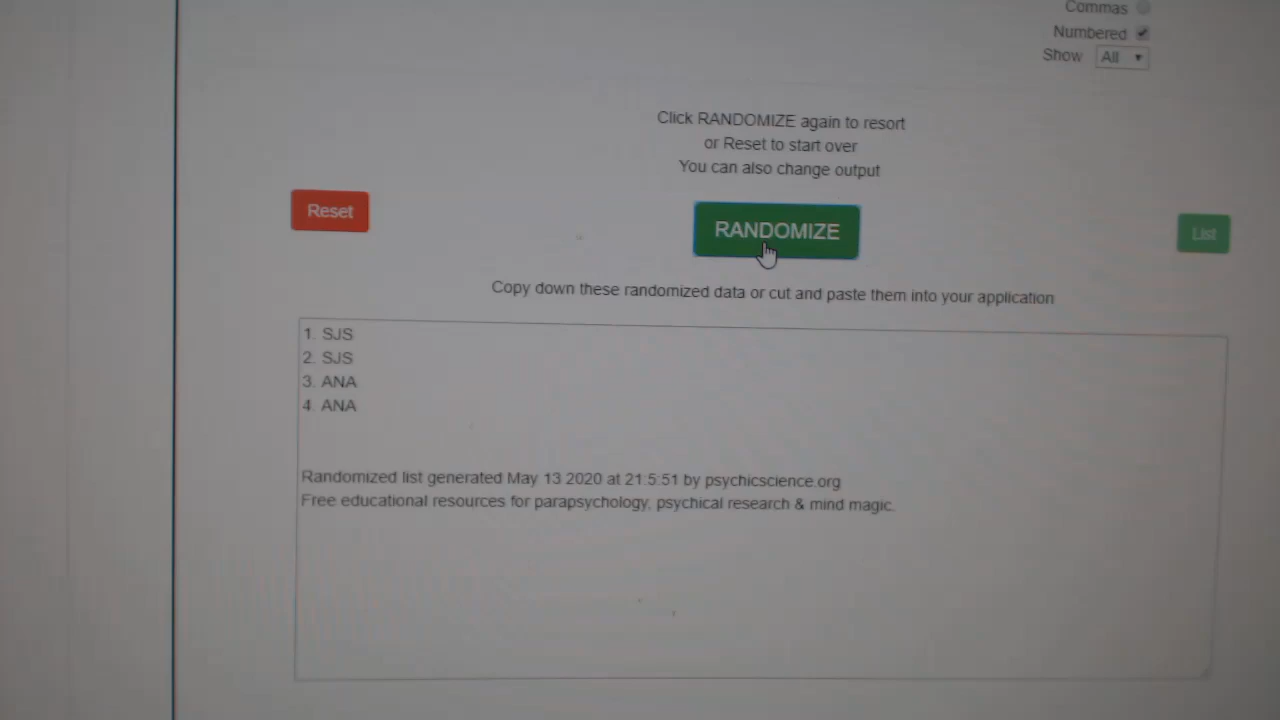 Commas
Numbered
Show All
Click RANDOMIZE again to resort
or Reset to start over
You can also change output
Reset
RANDOMIZE
List
Copy down these randomized data or cut and paste them into your application
1. SJS
2. SJS
3. ANA
4. ANA
Randomized list generated May 13 2020 at 21:5:51 by psychicscience.org
Free educational resources for parapsychology, psychical research & mind magic.